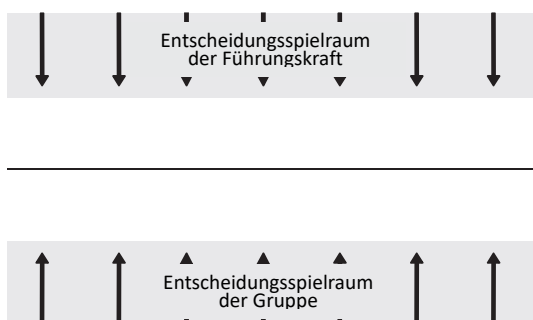 Entscheidungsspielraum
der Führungskraft
Entscheidungsspielraum
der Gruppe